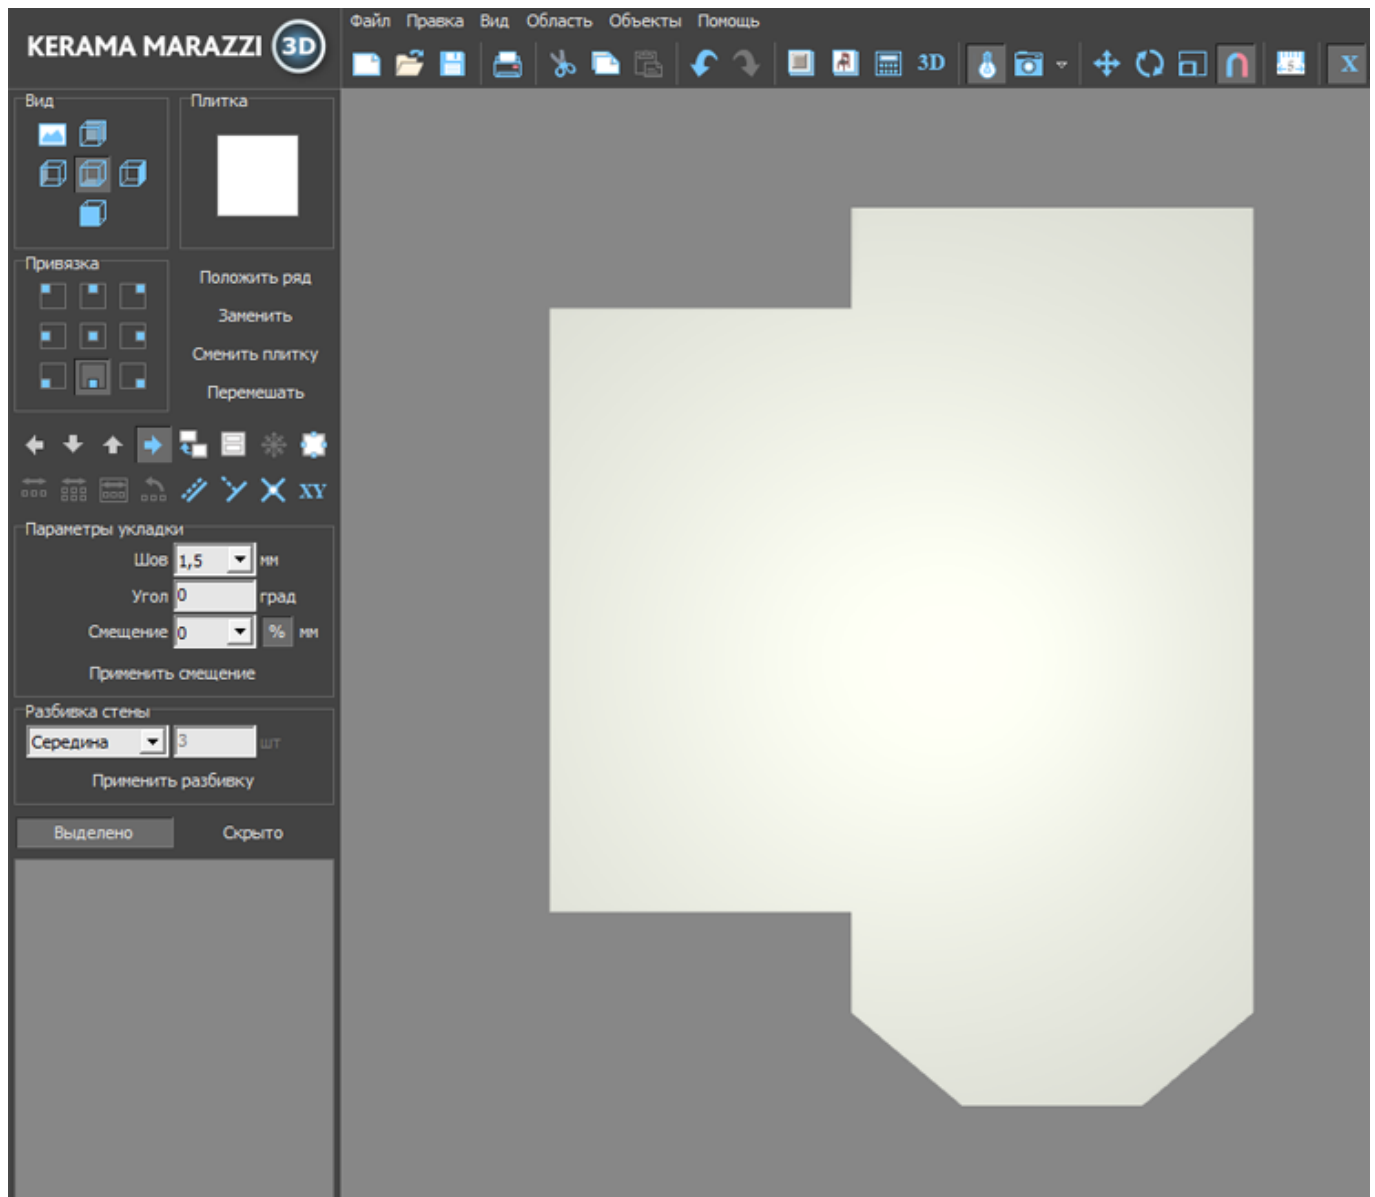 KERAMA MARAZZI 3D
Файл Правка Вид Область Объекты Помощь
3D
5
X
Вид
Плитка
Привязка
Положить ряд
Заменить
Сменить плитку
Перемешать
XY
Параметры укладки
Шов 1,5 мм
Угол 0 град
Смещение 0 % мм
Применить смещение
Разбивка стены
Середина 3 шт
Применить разбивку
Выделено Скрыто